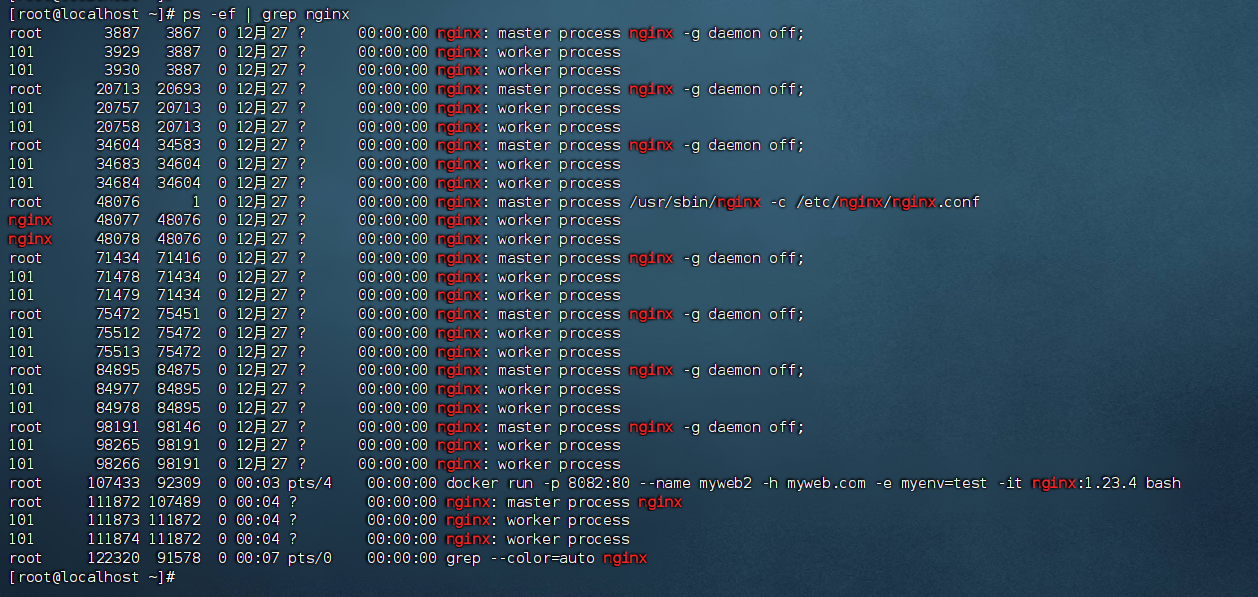 [root@localhost ~]# ps -ef | grep nginx
root       3887   3867  0 12月27 ?      00:00:00 nginx: master process nginx -g daemon off;
101        3929   3887  0 12月27 ?      00:00:00 nginx: worker process
101        3930   3887  0 12月27 ?      00:00:00 nginx: worker process
root      20713  20693  0 12月27 ?      00:00:00 nginx: master process nginx -g daemon off;
101       20757  20713  0 12月27 ?      00:00:00 nginx: worker process
101       20758  20713  0 12月27 ?      00:00:00 nginx: worker process
root      34604  34583  0 12月27 ?      00:00:00 nginx: master process nginx -g daemon off;
101       34683  34604  0 12月27 ?      00:00:00 nginx: worker process
101       34684  34604  0 12月27 ?      00:00:00 nginx: worker process
root      48076      1  0 12月27 ?      00:00:00 nginx: master process /usr/sbin/nginx -c /etc/nginx/nginx.conf
nginx     48077  48076  0 12月27 ?      00:00:00 nginx: worker process
nginx     48078  48076  0 12月27 ?      00:00:00 nginx: worker process
root      71434  71416  0 12月27 ?      00:00:00 nginx: master process nginx -g daemon off;
101       71478  71434  0 12月27 ?      00:00:00 nginx: worker process
101       71479  71434  0 12月27 ?      00:00:00 nginx: worker process
root      75472  75451  0 12月27 ?      00:00:00 nginx: master process nginx -g daemon off;
101       75512  75472  0 12月27 ?      00:00:00 nginx: worker process
101       75513  75472  0 12月27 ?      00:00:00 nginx: worker process
root      84895  84875  0 12月27 ?      00:00:00 nginx: master process nginx -g daemon off;
101       84977  84895  0 12月27 ?      00:00:00 nginx: worker process
101       84978  84895  0 12月27 ?      00:00:00 nginx: worker process
root      98191  98146  0 12月27 ?      00:00:00 nginx: master process nginx -g daemon off;
101       98265  98191  0 12月27 ?      00:00:00 nginx: worker process
101       98266  98191  0 12月27 ?      00:00:00 nginx: worker process
root     107433  92309  0 00:03 pts/4    00:00:00 docker run -p 8082:80 --name myweb2 -h myweb.com -e myenv=test -it nginx:1.23.4 bash
root     111872 107489  0 00:04 ?        00:00:00 nginx: master process nginx
101      111873 111872  0 00:04 ?        00:00:00 nginx: worker process
101      111874 111872  0 00:04 ?        00:00:00 nginx: worker process
root     122320  91578  0 00:07 pts/0    00:00:00 grep --color=auto nginx
[root@localhost ~]#